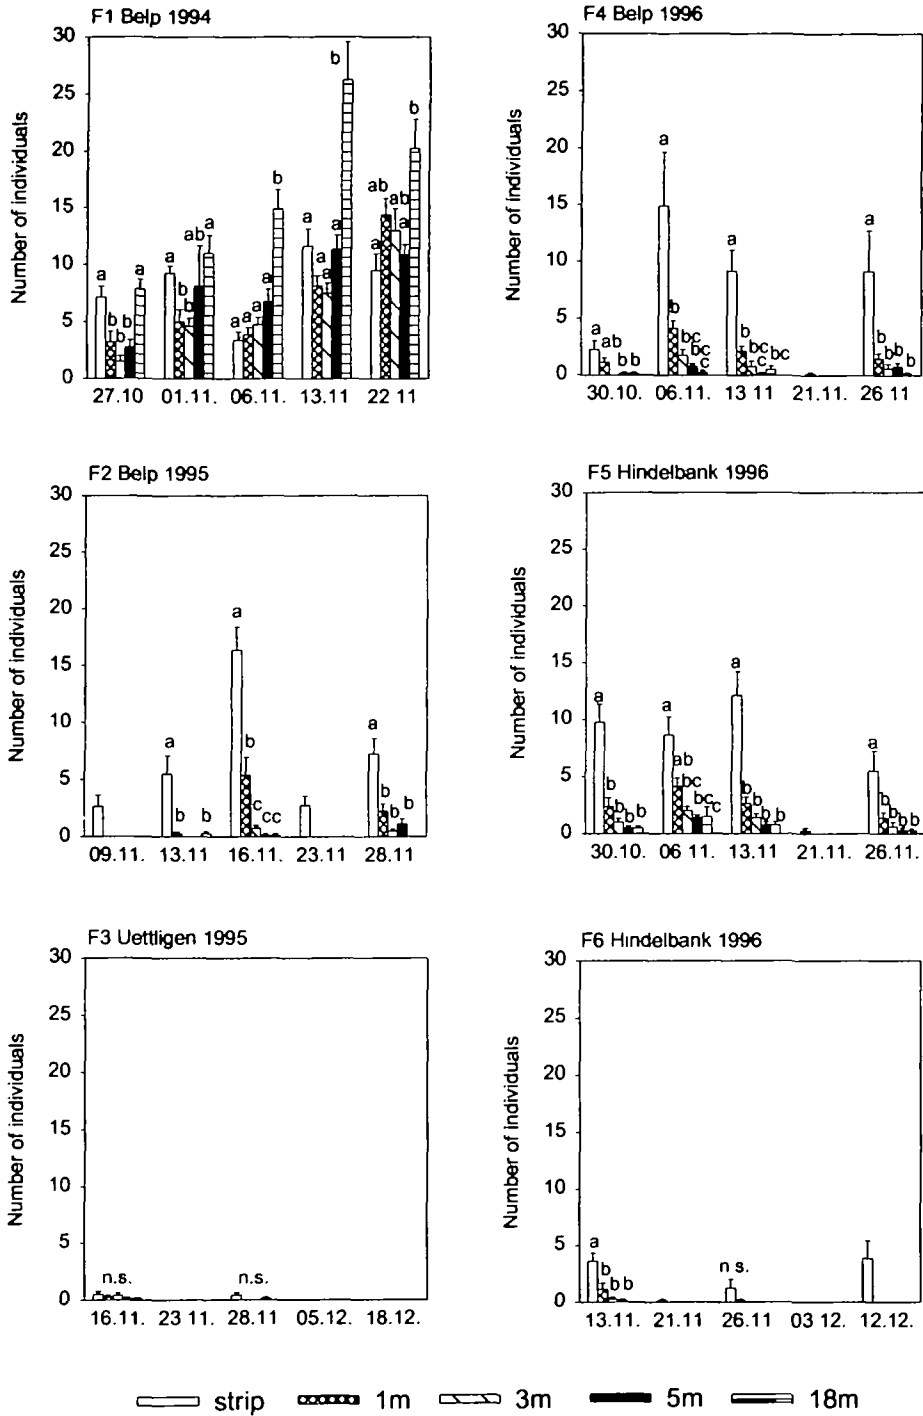 F1 Belp 1994
Number of individuals
30
25
20
15
10
5
0
a b b b a
a b b ab a
a a a a b
a a a a b
a ab ab a b
27.10 01.11. 06.11. 13.11 22 11
F4 Belp 1996
Number of individuals
30
25
20
15
10
5
0
a ab b b
a b bc bc c
a b bc c bc
a b b b b
30.10. 06.11. 13 11 21.11. 26 11
F2 Belp 1995
Number of individuals
30
25
20
15
10
5
0
a b b
a b c c c
a b b b
09.11. 13.11 16.11. 23.11 28.11
F5 Hindelbank 1996
Number of individuals
30
25
20
15
10
5
0
a b b b b
a ab bc bc c
a b b b b
a b b b b
30.10. 06 11. 13.11 21.11. 26.11.
F3 Uettligen 1995
Number of individuals
30
25
20
15
10
5
0
n.s. n.s.
16.11. 23 11. 28.11 05.12. 18.12.
F6 Hindelbank 1996
Number of individuals
30
25
20
15
10
5
0
a b b b
n s.
13.11. 21.11 26.11 03 12. 12.12.
strip 1m 3m 5m 18m